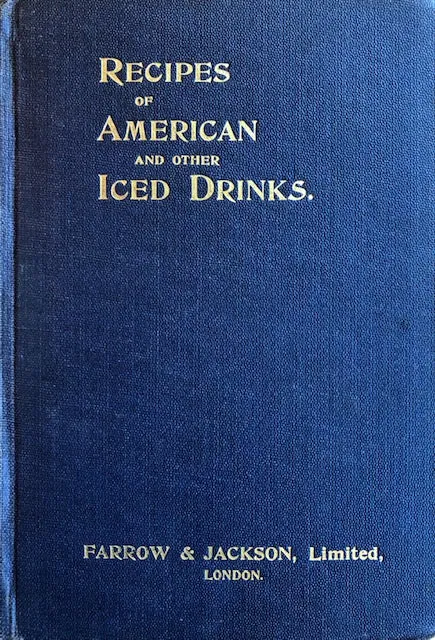 RECIPES
OF
AMERICAN
AND OTHER
ICED DRINKS.
FARROW & JACKSON, Limited,
LONDON.